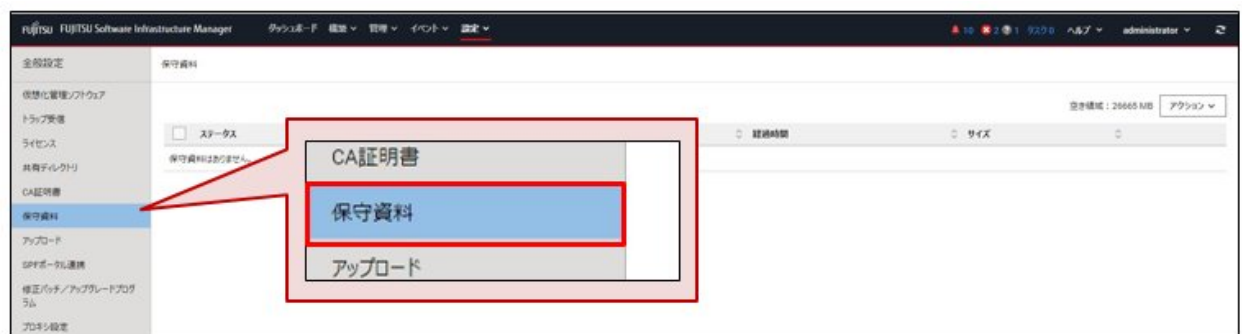 FUJITSU FUJITSU Software Infrastructure Manager ダッシュボード 構築 管理 イベント 設定 10 2 1 タスク 0 ヘルプ administrator
全般設定
保守資料
仮想化管理ソフトウェア
トラップ受信
ライセンス
共有ディレクトリ
CA証明書
保守資料
アップロード
ISMポータル連携
修正パッチ/アップグレードプログ
ラム
プロキシ設定
空き領域:26665 MB アクション
ステータス 経過時間 サイズ
保守資料はありません。
CA証明書
保守資料
アップロード